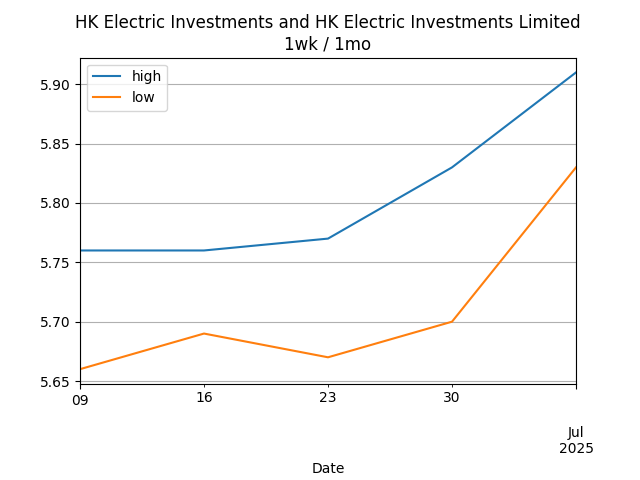 HK Electric Investments and HK Electric Investments Limited
1wk / 1mo
high
low
5.90
5.85
5.80
5.75
5.70
5.65
09
16
23
30
Jul
2025
Date